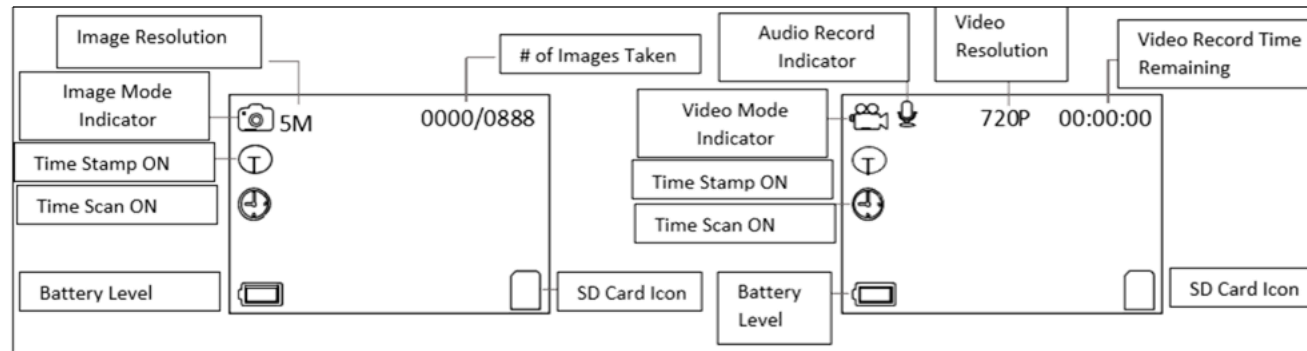 Image Resolution
# of Images Taken
Image Mode
Indicator
5M
0000/0888
Time Stamp ON
T
Time Scan ON
Battery Level
SD Card Icon
Audio Record
Indicator
Video
Resolution
Video Record Time
Remaining
Video Mode
Indicator
720P
00:00:00
Time Stamp ON
T
Time Scan ON
Battery
Level
SD Card Icon